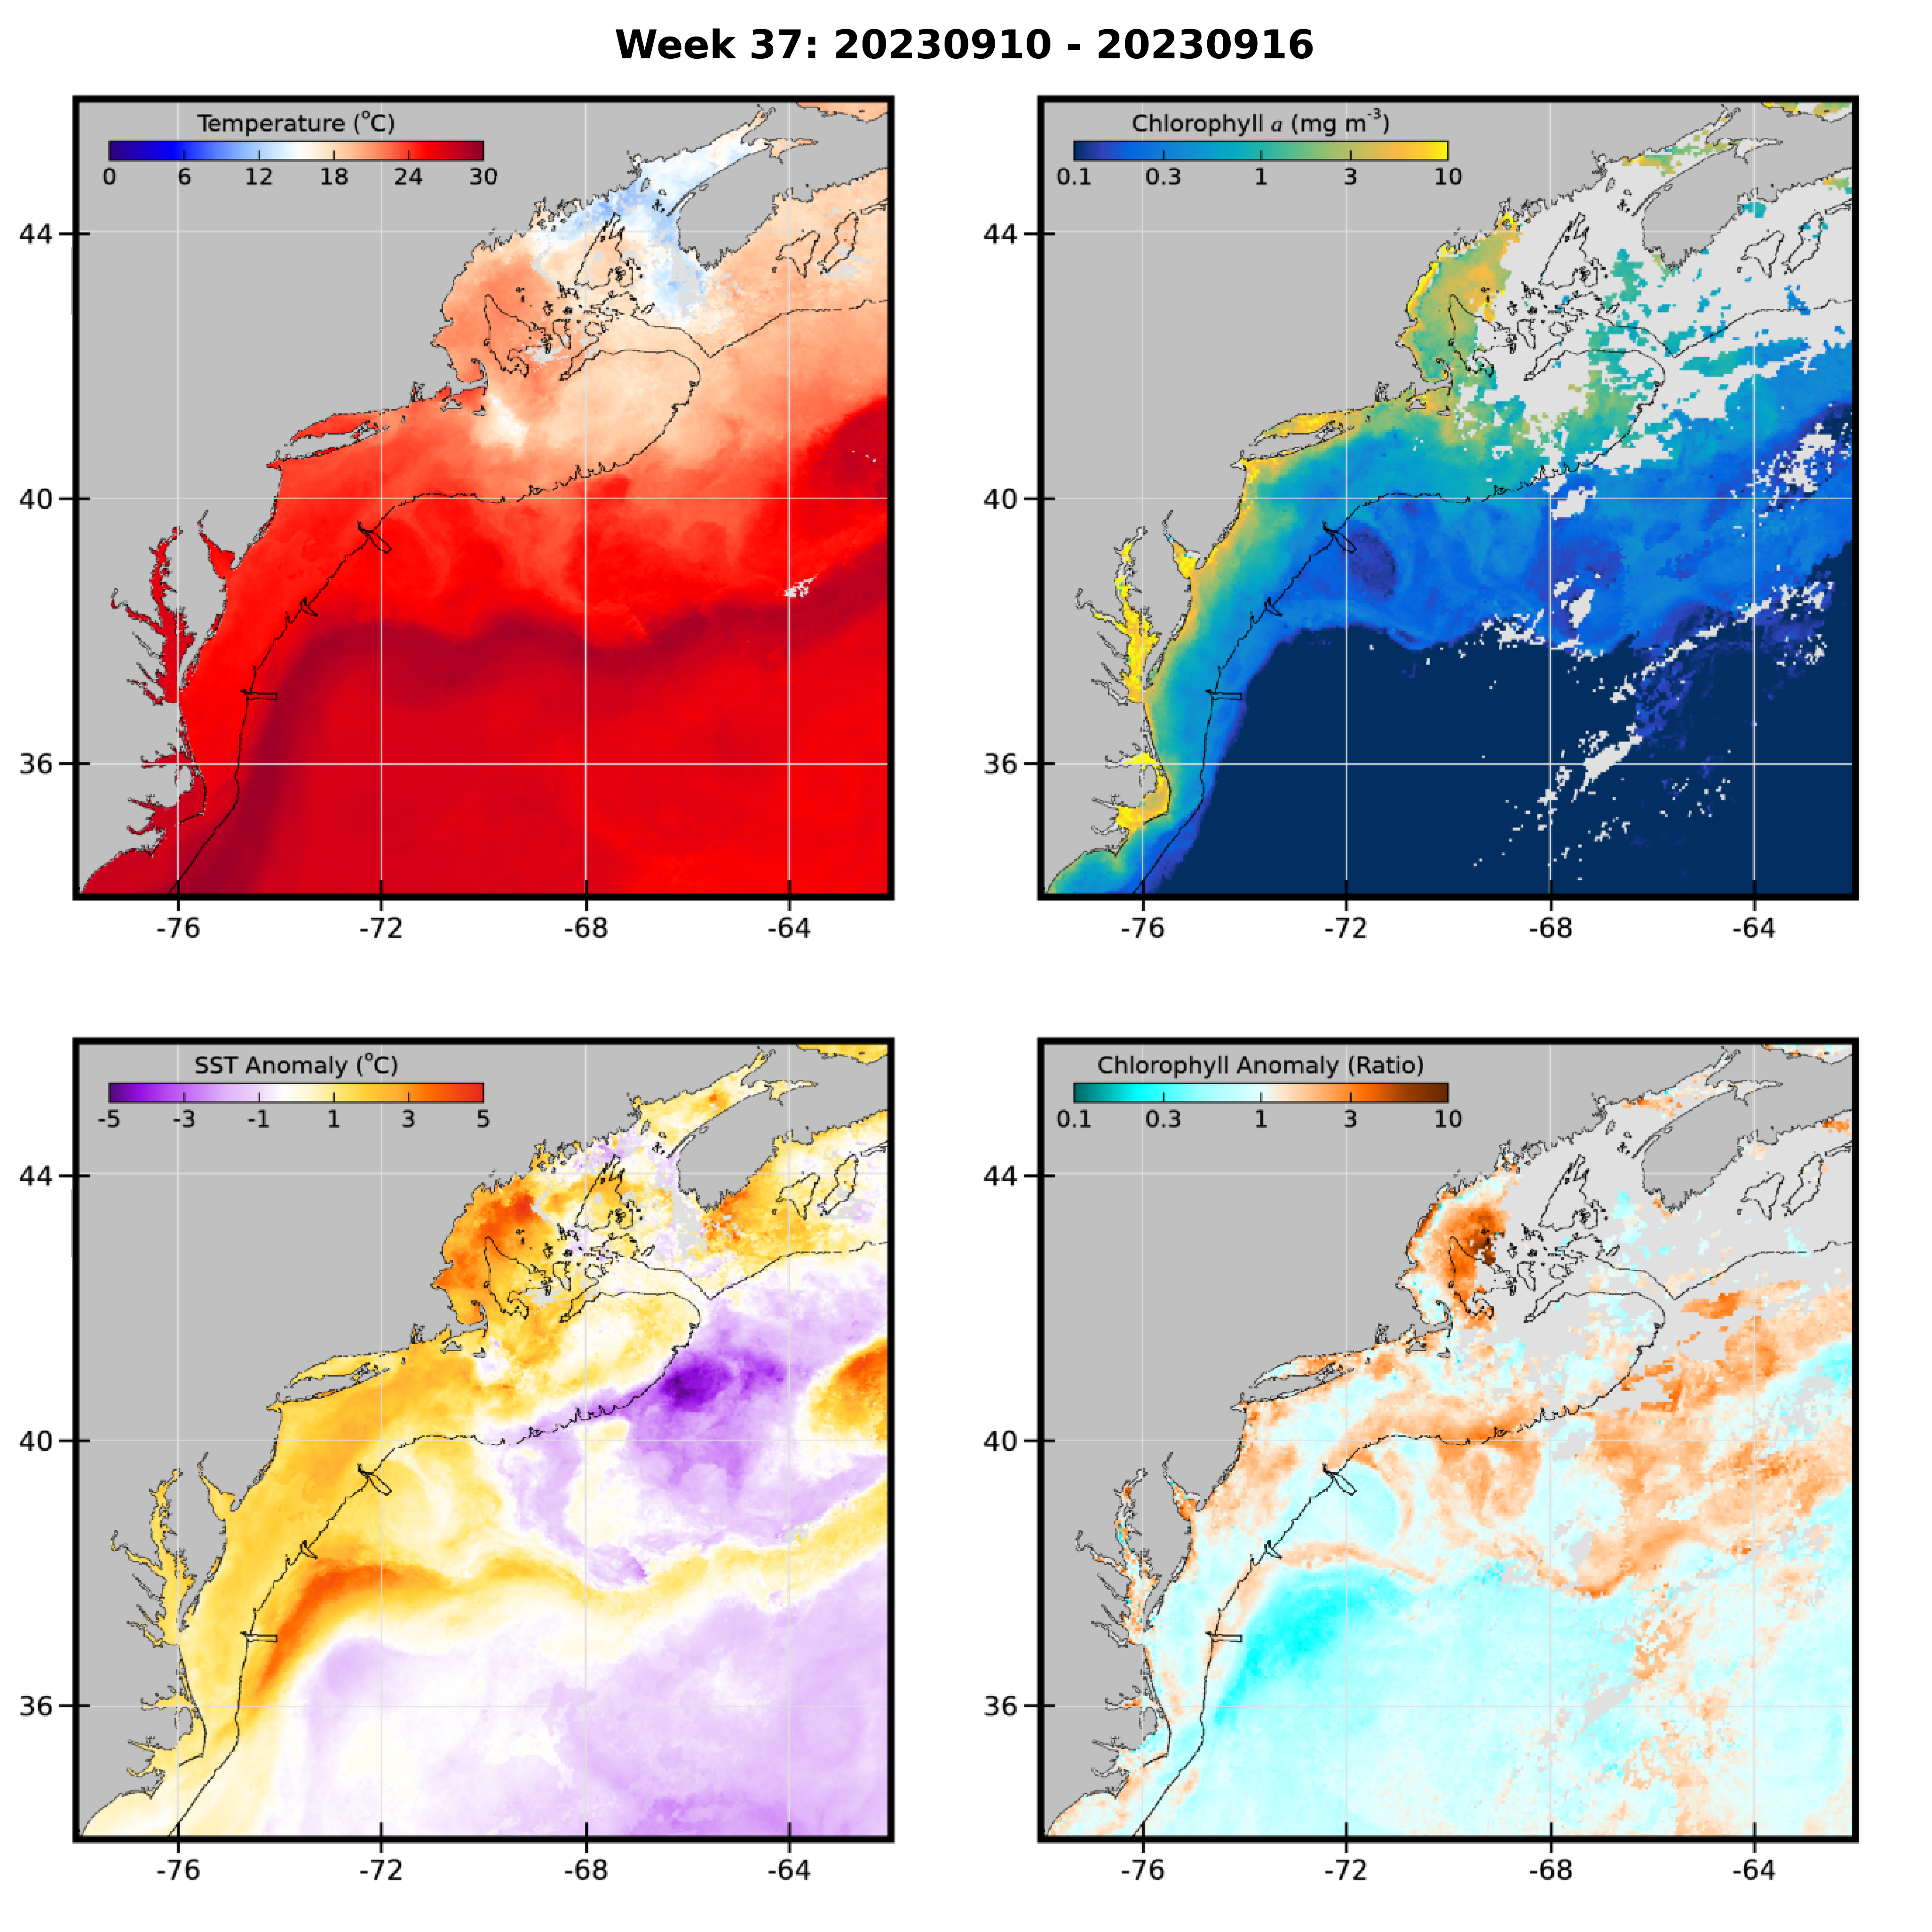 Week 37: 20230910 - 20230916
Temperature (°C)
0 6 12 18 24 30
44
40
36
-76 -72 -68 -64
Chlorophyll a (mg m⁻³)
0.1 0.3 1 3 10
44
40
36
-76 -72 -68 -64
SST Anomaly (°C)
-5 -3 -1 1 3 5
44
40
36
-76 -72 -68 -64
Chlorophyll Anomaly (Ratio)
0.1 0.3 1 3 10
44
40
36
-76 -72 -68 -64